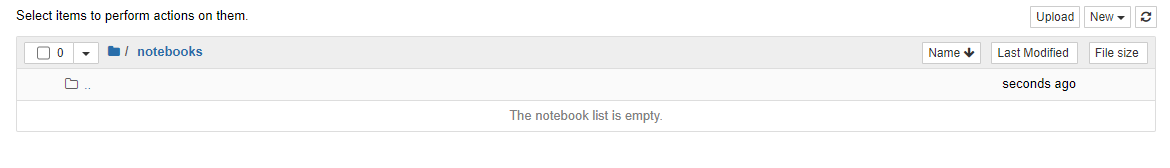 Select items to perform actions on them.
Upload New
0 / notebooks Name Last Modified File size
.. seconds ago
The notebook list is empty.